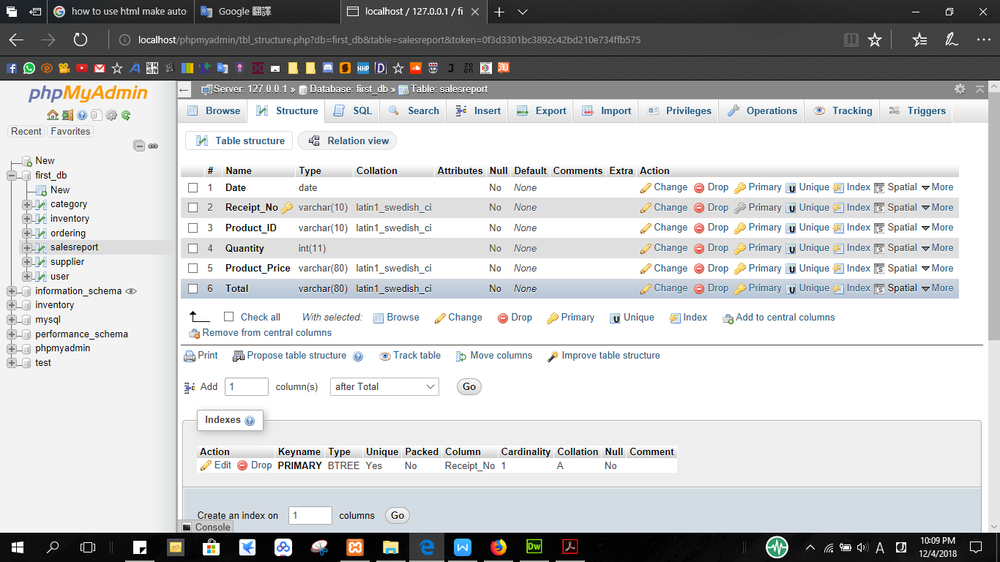 how to use html make auto
Google 翻譯
localhost / 127.0.0.1 / fi
localhost/phpmyadmin/tbl_structure.php?db=first_db&table=salesreport&token=0f3d3301bc3892c42bd210e734ffb575
phpMyAdmin
Recent Favorites
New
first_db
New
category
inventory
ordering
salesreport
supplier
user
information_schema
inventory
mysql
performance_schema
phpmyadmin
test
Server: 127.0.0.1 » Database: first_db » Table: salesreport
Browse Structure SQL Search Insert Export Import Privileges Operations Tracking Triggers
Table structure Relation view
# Name Type Collation Attributes Null Default Comments Extra Action
1 Date date No None Change Drop Primary Unique Index Spatial More
2 Receipt_No varchar(10) latin1_swedish_ci No None Change Drop Primary Unique Index Spatial More
3 Product_ID varchar(10) latin1_swedish_ci No None Change Drop Primary Unique Index Spatial More
4 Quantity int(11) No None Change Drop Primary Unique Index Spatial More
5 Product_Price varchar(80) latin1_swedish_ci No None Change Drop Primary Unique Index Spatial More
6 Total varchar(80) latin1_swedish_ci No None Change Drop Primary Unique Index Spatial More
Check all With selected: Browse Change Drop Primary Unique Index Add to central columns
Remove from central columns
Print Propose table structure Track table Move columns Improve table structure
Add 1 column(s) after Total Go
Indexes
Action Keyname Type Unique Packed Column Cardinality Collation Null Comment
Edit Drop PRIMARY BTREE Yes No Receipt_No 1 A No
Create an index on 1 columns Go
Console
Dw
A
10:09 PM
12/4/2018